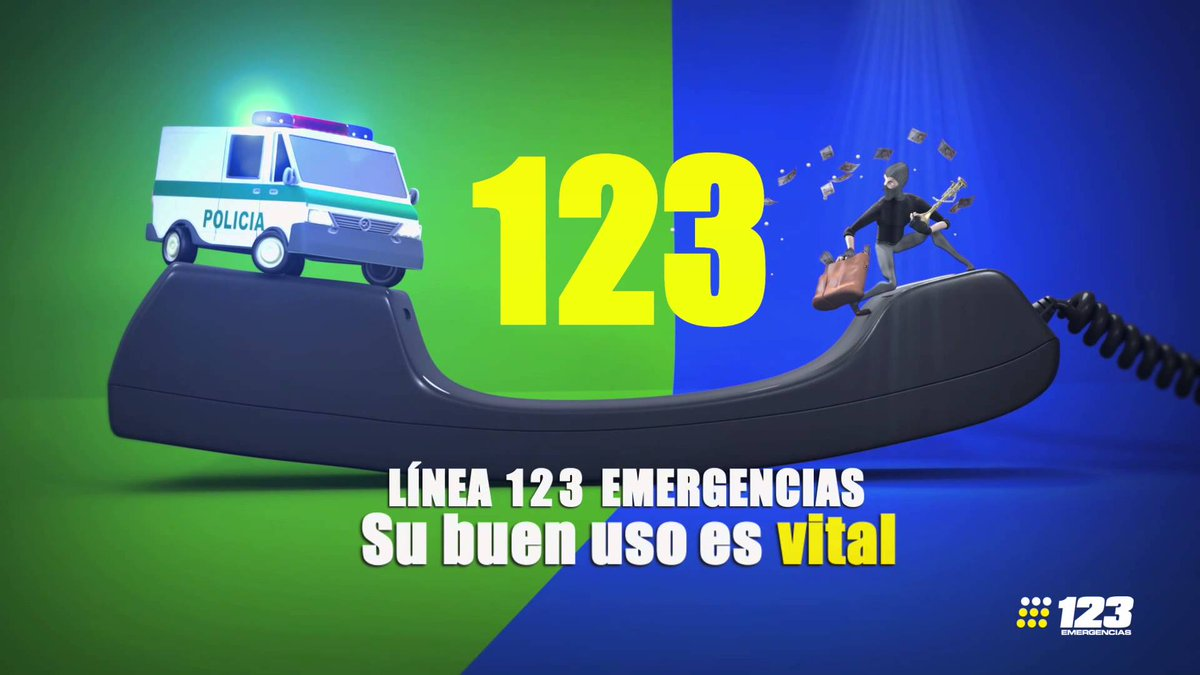 POLICIA
123
LÍNEA 123 EMERGENCIAS
Su buen uso es vital
123
EMERGENCIAS